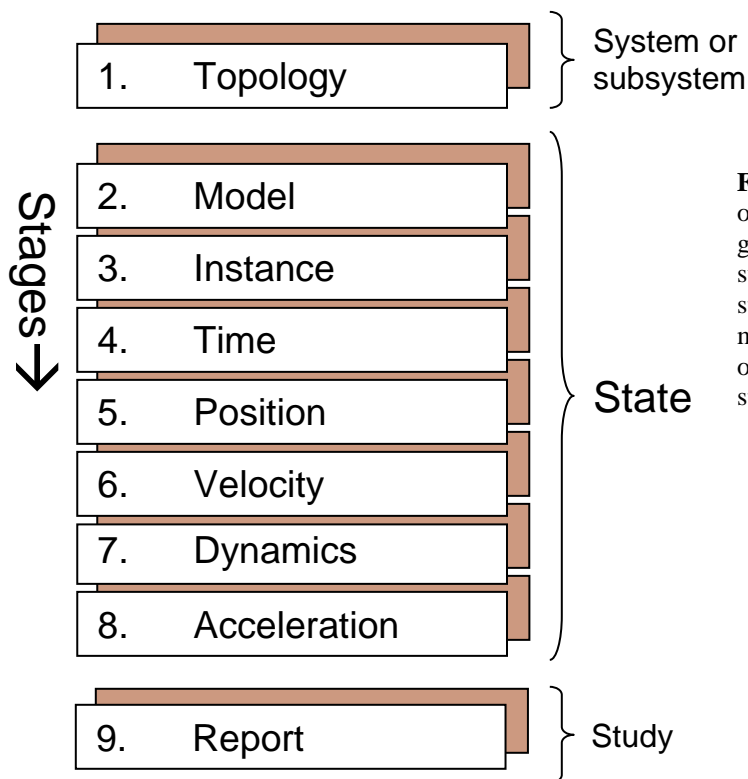 1. Topology
System or
subsystem
Stages→
2. Model
3. Instance
4. Time
5. Position
6. Velocity
7. Dynamics
8. Acceleration
State
9. Report
Study